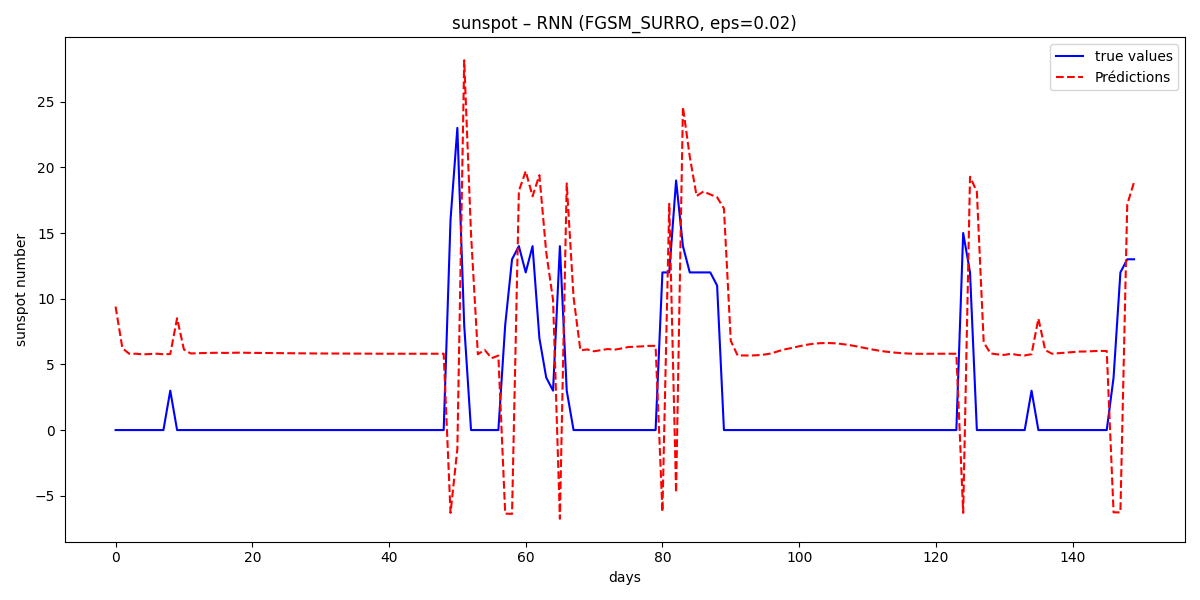 sunspot – RNN (FGSM_SURRO, eps=0.02)
true values
Prédictions
sunspot number
25
20
15
10
5
0
−5
0 20 40 60 80 100 120 140
days